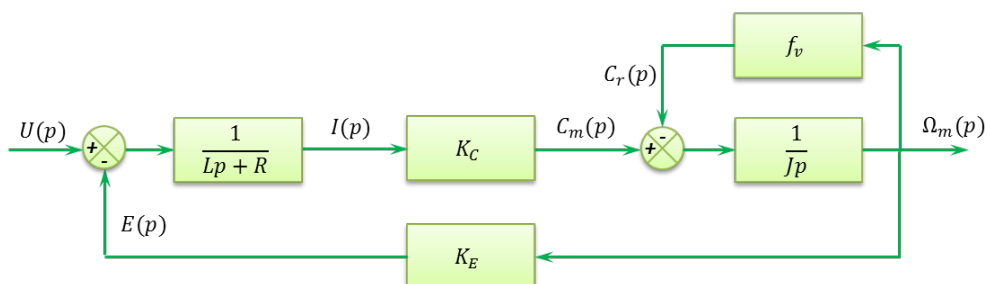 f_v
C_r(p)
U(p)
+
-
1
Lp + R
I(p)
K_C
C_m(p)
+
-
1
Jp
Ω_m(p)
E(p)
K_E